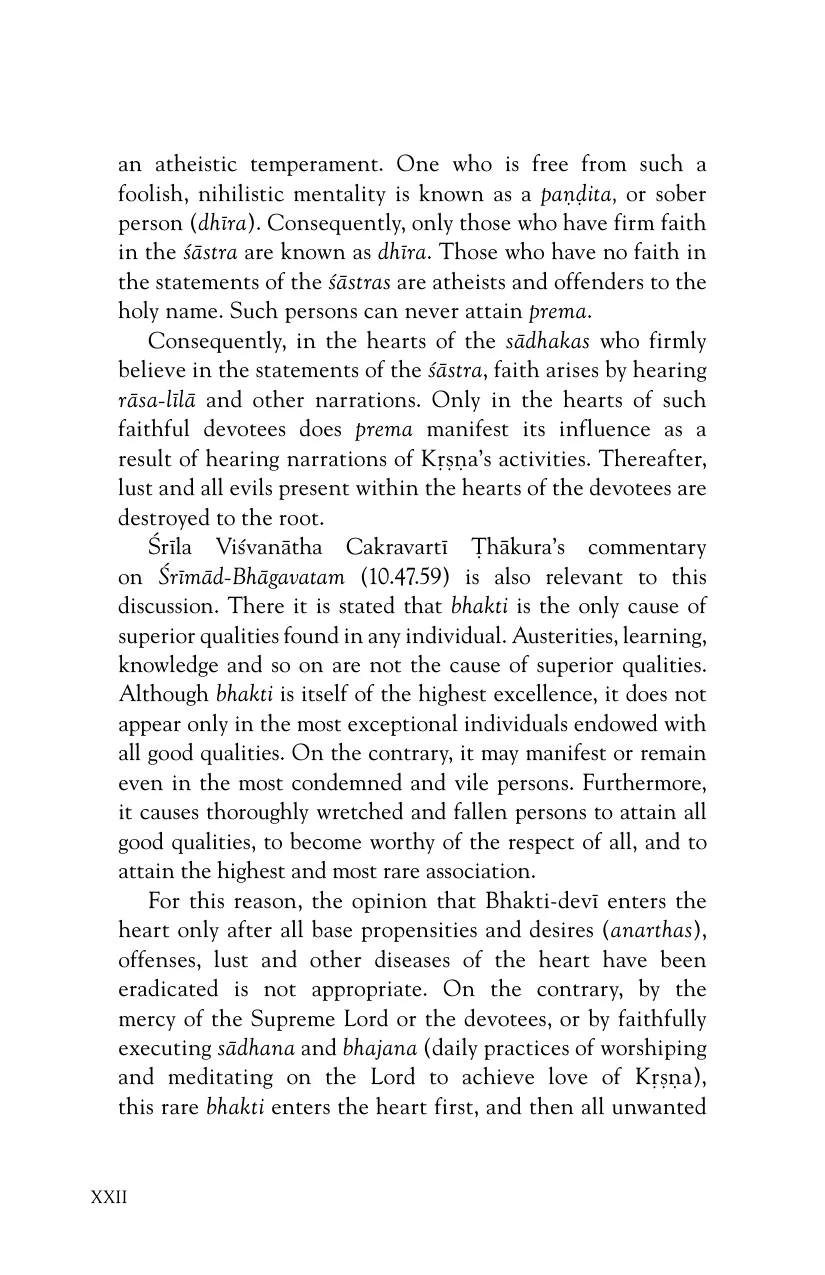 an atheistic temperament. One who is free from such a
foolish, nihilistic mentality is known as a paṇḍita, or sober
person (dhīra). Consequently, only those who have firm faith
in the śāstra are known as dhīra. Those who have no faith in
the statements of the śāstras are atheists and offenders to the
holy name. Such persons can never attain prema.
Consequently, in the hearts of the sādhakas who firmly
believe in the statements of the śāstra, faith arises by hearing
rāsa-līlā and other narrations. Only in the hearts of such
faithful devotees does prema manifest its influence as a
result of hearing narrations of Kṛṣṇa’s activities. Thereafter,
lust and all evils present within the hearts of the devotees are
destroyed to the root.
Śrīla Viśvanātha Cakravartī Ṭhākura’s commentary
on Śrīmād-Bhāgavatam (10.47.59) is also relevant to this
discussion. There it is stated that bhakti is the only cause of
superior qualities found in any individual. Austerities, learning,
knowledge and so on are not the cause of superior qualities.
Although bhakti is itself of the highest excellence, it does not
appear only in the most exceptional individuals endowed with
all good qualities. On the contrary, it may manifest or remain
even in the most condemned and vile persons. Furthermore,
it causes thoroughly wretched and fallen persons to attain all
good qualities, to become worthy of the respect of all, and to
attain the highest and most rare association.
For this reason, the opinion that Bhakti-devī enters the
heart only after all base propensities and desires (anarthas),
offenses, lust and other diseases of the heart have been
eradicated is not appropriate. On the contrary, by the
mercy of the Supreme Lord or the devotees, or by faithfully
executing sādhana and bhajana (daily practices of worshiping
and meditating on the Lord to achieve love of Kṛṣṇa),
this rare bhakti enters the heart first, and then all unwanted
XXII